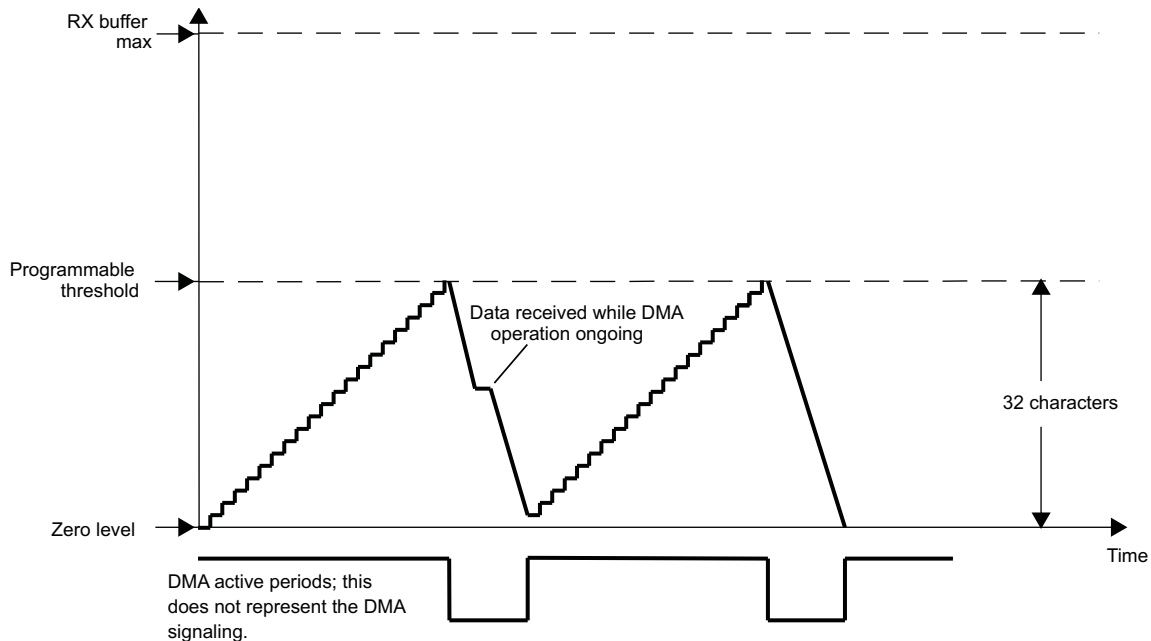 RX buffer
max
Programmable
threshold
Data received while DMA
operation ongoing
32 characters
Zero level
Time
DMA active periods; this
does not represent the DMA
signaling.